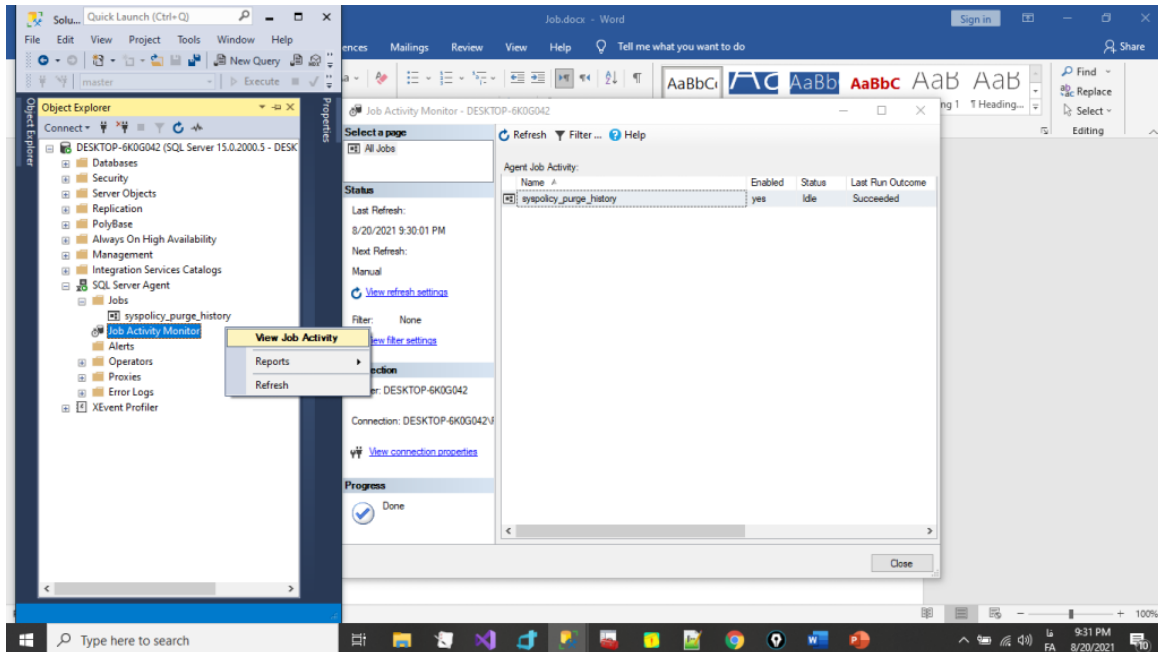 Solu...
Quick Launch (Ctrl+Q)
File Edit View Project Tools Window Help
New Query
master
Execute
Object Explorer
Object Explorer
Properties
Connect
DESKTOP-6K0G042 (SQL Server 15.0.2000.5 - DESK
Databases
Security
Server Objects
Replication
PolyBase
Always On High Availability
Management
Integration Services Catalogs
SQL Server Agent
Jobs
syspolicy_purge_history
Job Activity Monitor
Alerts
Operators
Proxies
Error Logs
XEvent Profiler
View Job Activity
Reports
Refresh
Job.docx - Word
Sign in
ences Mailings Review View Help Tell me what you want to do
Share
AaBbCc AaBb AaBbC AaB AaB
ng 1 ¶ Heading...
Find
Replace
Select
Editing
Job Activity Monitor - DESKTOP-6K0G042
Select a page
All Jobs
Status
Last Refresh:
8/20/2021 9:30:01 PM
Next Refresh:
Manual
View refresh settings
Filter: None
iew filter settings
ection
er: DESKTOP-6K0G042
Connection: DESKTOP-6K0G042\
View connection properties
Progress
Done
Refresh Filter ... Help
Agent Job Activity:
Name Enabled Status Last Run Outcome
syspolicy_purge_history yes Idle Succeeded
Close
100%
Type here to search
فا
FA
9:31 PM
8/20/2021